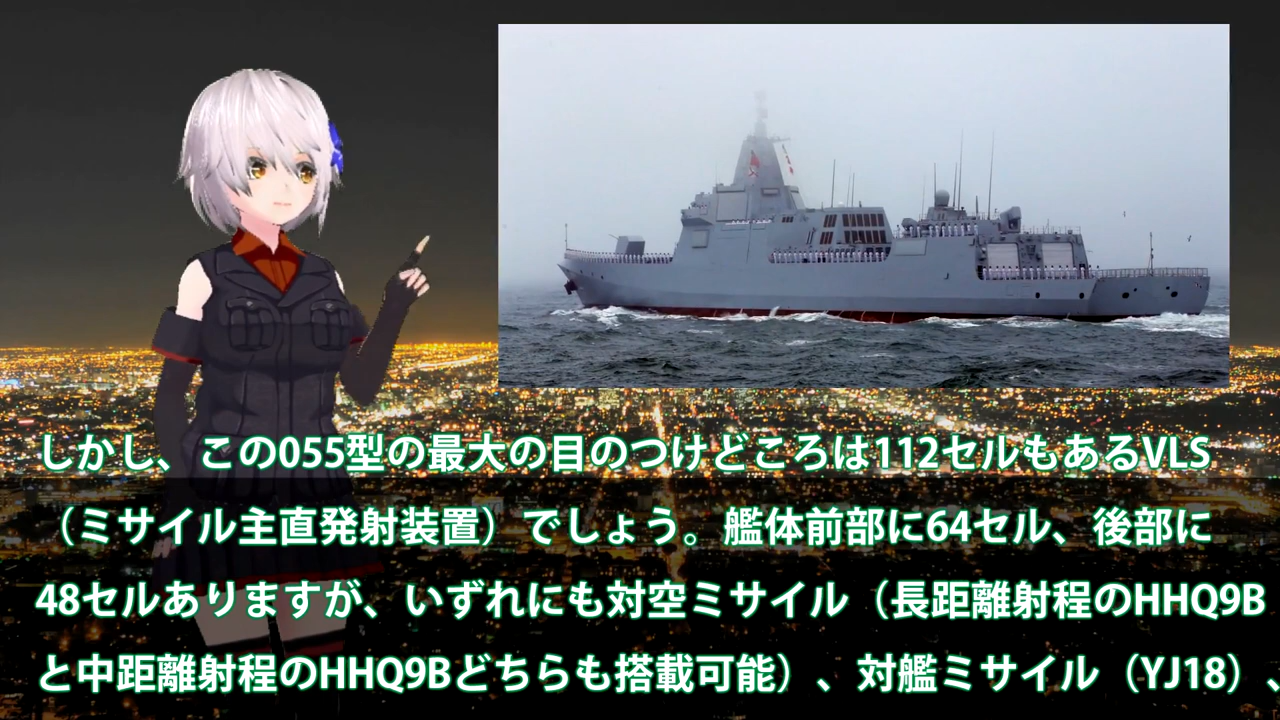 しかし、この055型の最大の目のつけどころは112セルもあるVLS
（ミサイル主直発射装置）でしょう。艦体前部に64セル、後部に
48セルありますが、いずれにも対空ミサイル（長距離射程のHHQ9B
と中距離射程のHHQ9Bどちらも搭載可能）、対艦ミサイル（YJ18）、